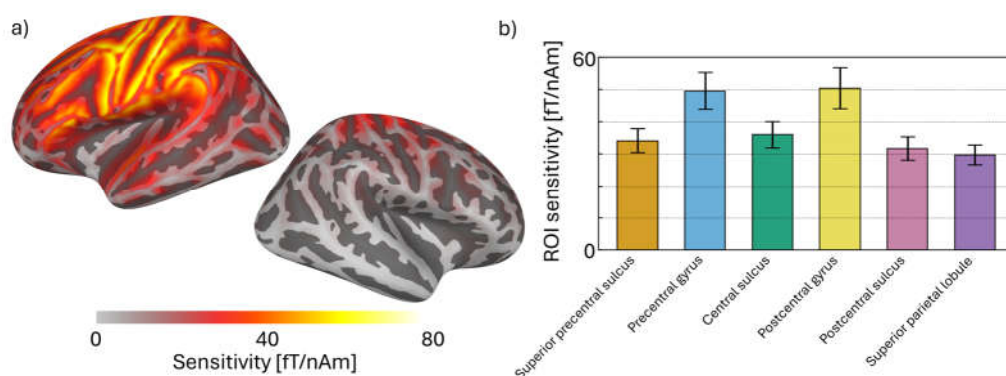 a)
0
40
80
Sensitivity [fT/nAm]
b)
ROI sensitivity [fT/nAm]
60
0
Superior precentral sulcus
Precentral gyrus
Central sulcus
Postcentral gyrus
Postcentral sulcus
Superior parietal lobule